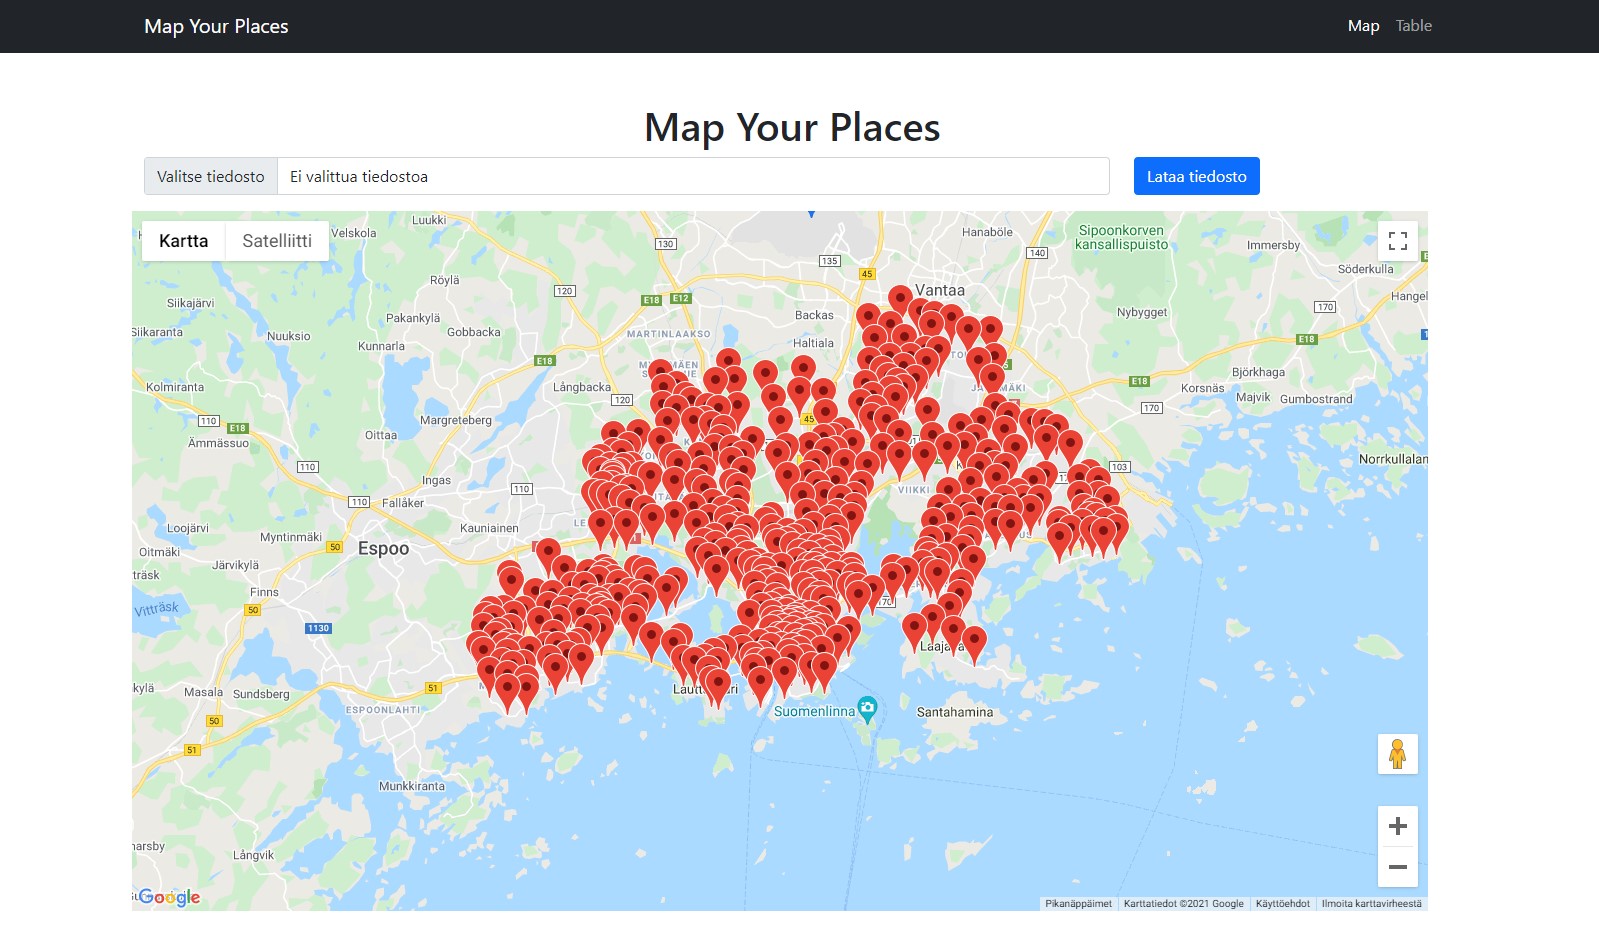 Map Your Places
Map
Table
Map Your Places
Valitse tiedosto
Ei valittua tiedostoa
Lataa tiedosto
Kartta
Satelliitti
Luukki
Velskola
130
135
Hanaböle
140
Sipoonkorven
kansallispuisto
Immersby
Söderkulla
45
Röylä
120
E18
E12
Vantaa
Hangel
170
Siikajärvi
Pakankylä
Backas
Nybygget
Siikaranta
Nuuksio
Gobbacka
MARTINLAAKSO
Kunnarla
Haltiala
E18
E18
Björkhaga
Kolmiranta
Långbacka
120
E18
Korsnäs
Majvik
Gumbostrand
110
E18
Margreteberg
45
170
Ämmässuo
Oittaa
110
103
Norrkullalan
Ingas
110
VIIKKI
110
Fallåker
Loojärvi
Kauniainen
Myntinmäki
50
Espoo
Oitmäki
Järvikylä
träsk
Finns
Vitträsk
50
1130
170
kylä
Masala
Sundsberg
51
ESPOONLAHTI
Suomenlinna
Santahamina
50
51
Munkkiranta
Långvik
Google
Pikanäppäimet
Karttatiedot ©2021 Google
Käyttöehdot
Ilmoita karttavirheestä